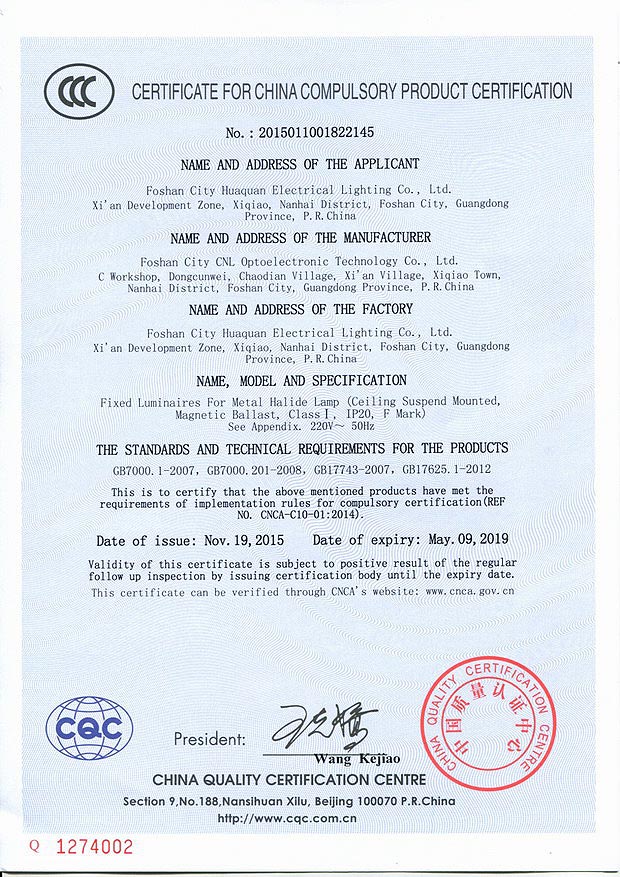 CCC
CERTIFICATE FOR CHINA COMPULSORY PRODUCT CERTIFICATION
No. : 2015011001822145
NAME AND ADDRESS OF THE APPLICANT
Foshan City Huaquan Electrical Lighting Co., Ltd.
Xi'an Development Zone, Xiqiao, Nanhai District, Foshan City, Guangdong
Province, P.R.China
NAME AND ADDRESS OF THE MANUFACTURER
Foshan City CNL Optoelectronic Technology Co., Ltd.
C Workshop, Dongcunwei, Chaodian Village, Xi'an Village, Xiqiao Town,
Nanhai District, Foshan City, Guangdong Province, P.R.China
NAME AND ADDRESS OF THE FACTORY
Foshan City Huaquan Electrical Lighting Co., Ltd.
Xi'an Development Zone, Xiqiao, Nanhai District, Foshan City, Guangdong
Province, P.R.China
NAME, MODEL AND SPECIFICATION
Fixed Luminaires For Metal Halide Lamp (Ceiling Suspend Mounted,
Magnetic Ballast, ClassⅠ, IP20, F Mark)
See Appendix. 220V～ 50Hz
THE STANDARDS AND TECHNICAL REQUIREMENTS FOR THE PRODUCTS
GB7000.1-2007, GB7000.201-2008, GB17743-2007, GB17625.1-2012
This is to certify that the above mentioned products have met the
requirements of implementation rules for compulsory certification(REF
NO. CNCA-C10-01:2014).
Date of issue: Nov.19,2015 Date of expiry: May.09,2019
Validity of this certificate is subject to positive result of the regular
follow up inspection by issuing certification body until the expiry date.
This certificate can be verified through CNCA's website: www.cnca.gov.cn
CQC
President:
王克娇
Wang Kejiao
CHINA QUALITY CERTIFICATION CENTRE
中国质量认证中心
CHINA QUALITY CERTIFICATION CENTRE
Section 9,No.188,Nansihuan Xilu, Beijing 100070 P.R.China
http://www.cqc.com.cn
Q 1274002